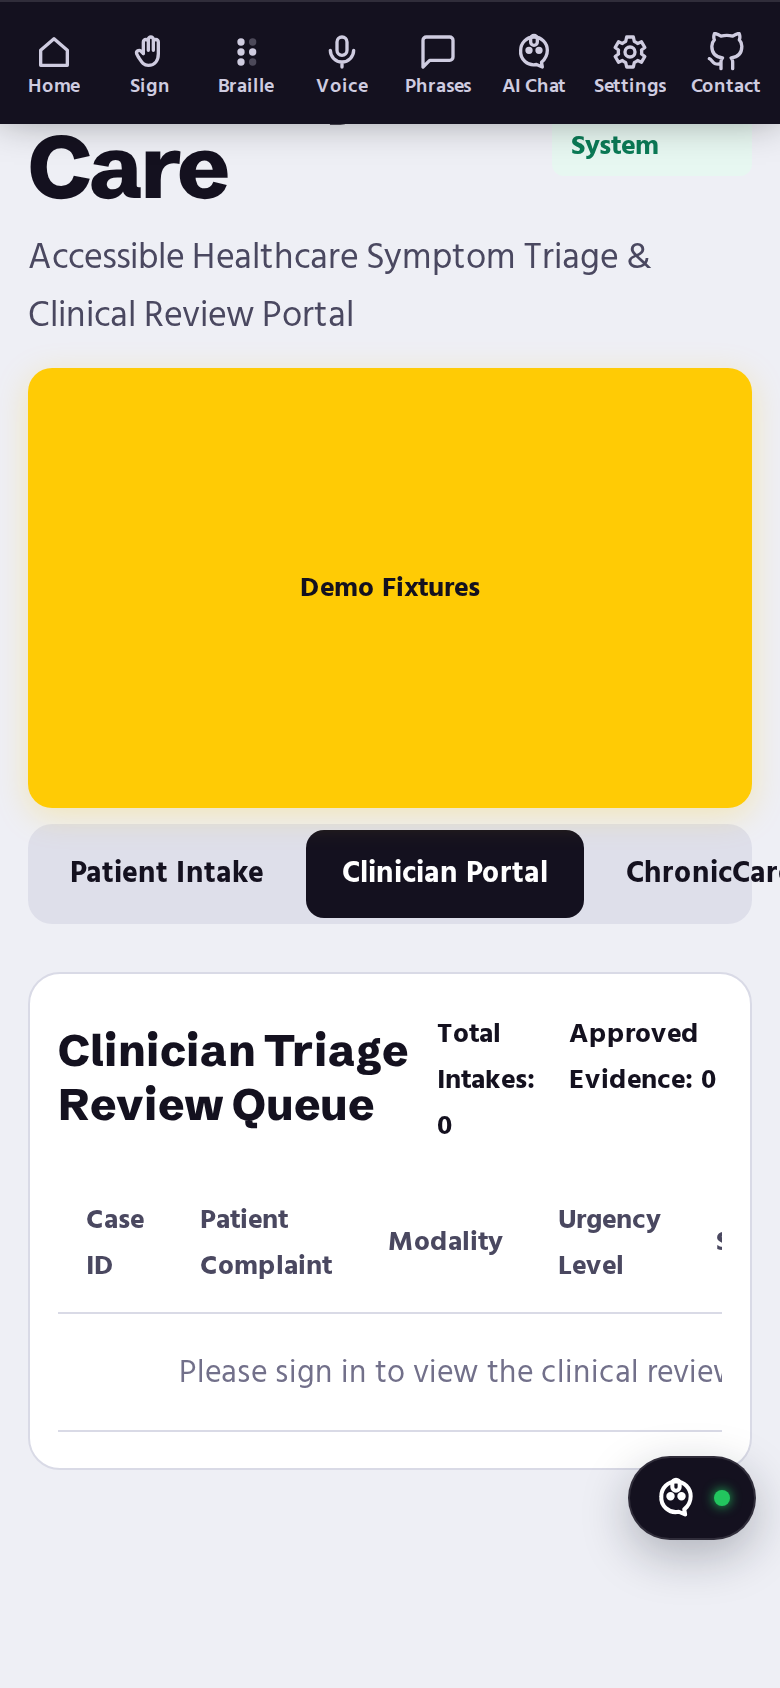 Home Sign Braille Voice Phrases AI Chat Settings Contact
System
Care
Accessible Healthcare Symptom Triage &
Clinical Review Portal
Demo Fixtures
Patient Intake Clinician Portal ChronicCar
Clinician Triage
Review Queue
Total
Intakes:
0
Approved
Evidence: 0
Case
ID
Patient
Complaint
Modality
Urgency
Level
Please sign in to view the clinical review